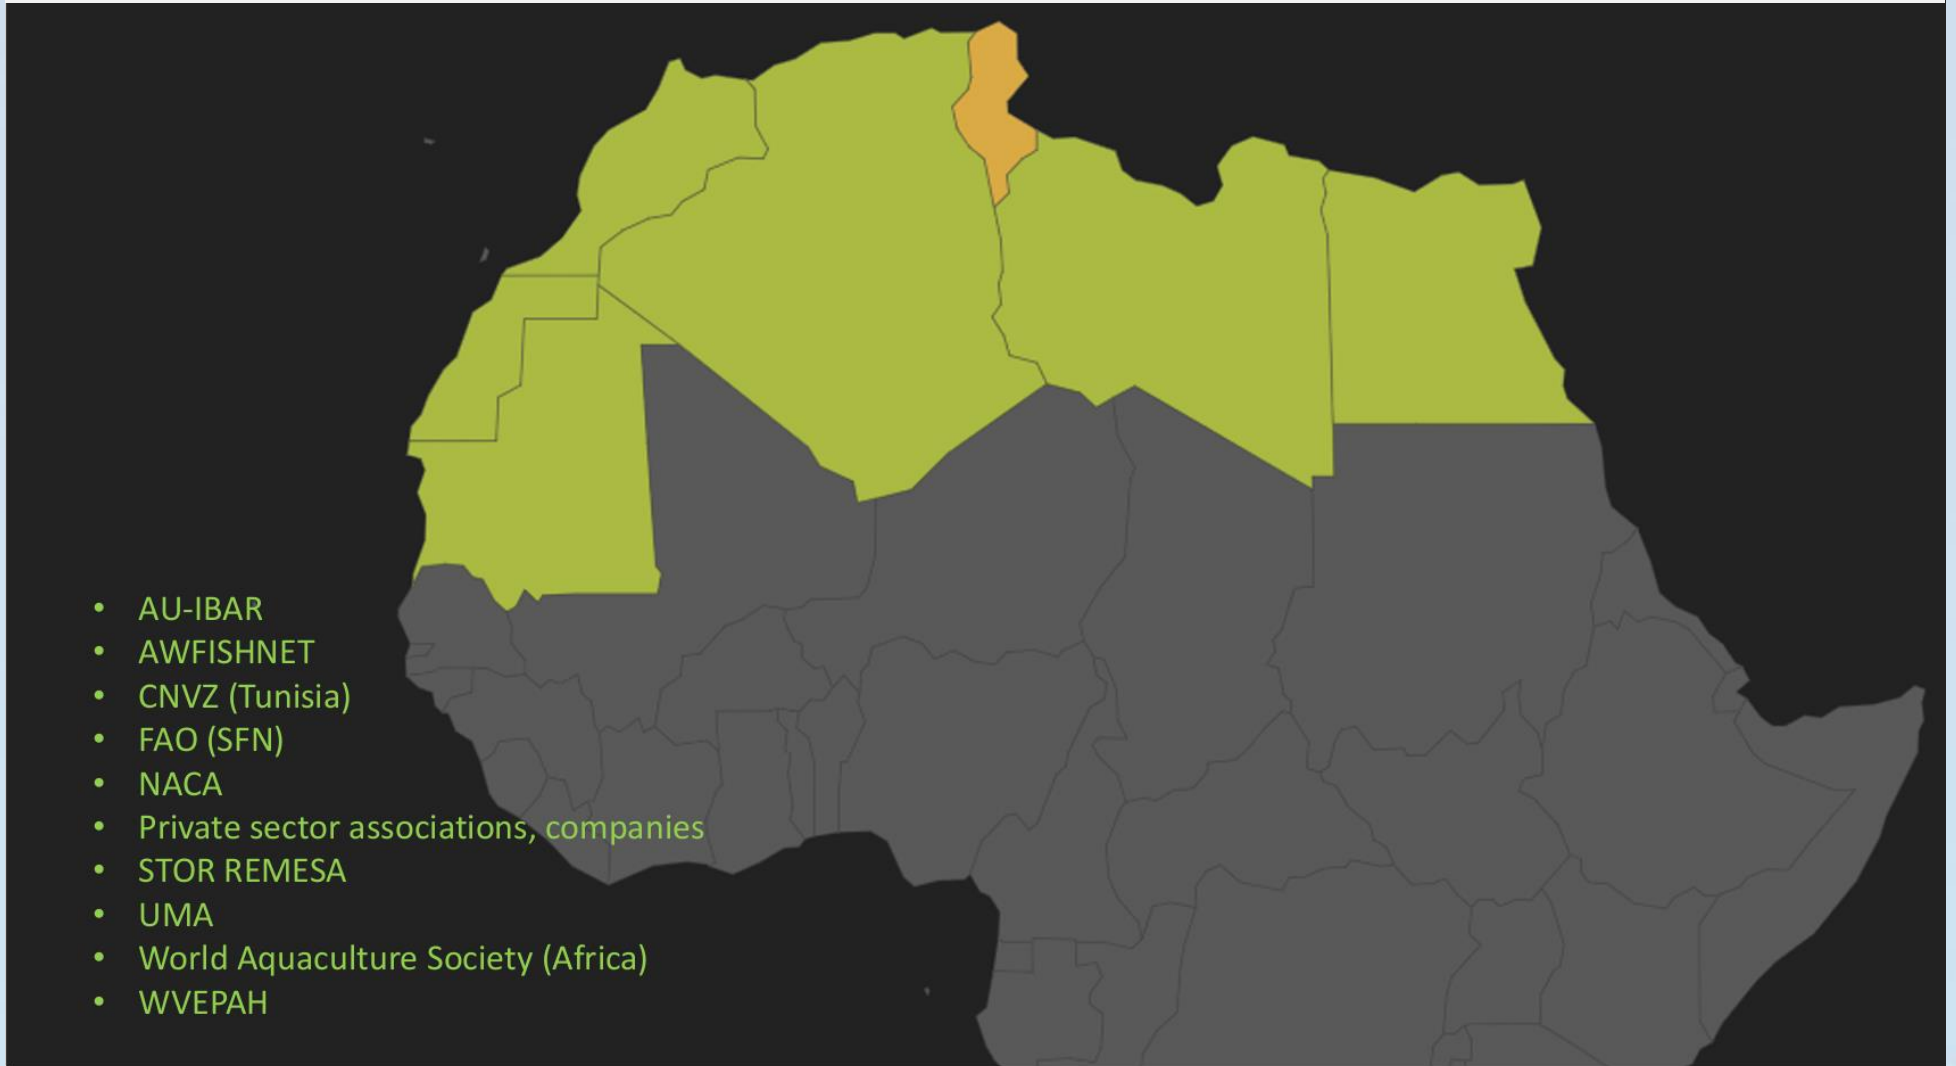 • AU-IBAR
• AWFISHNET
• CNVZ (Tunisia)
• FAO (SFN)
• NACA
• Private sector associations, companies
• STOR REMESA
• UMA
• World Aquaculture Society (Africa)
• WVEPAH